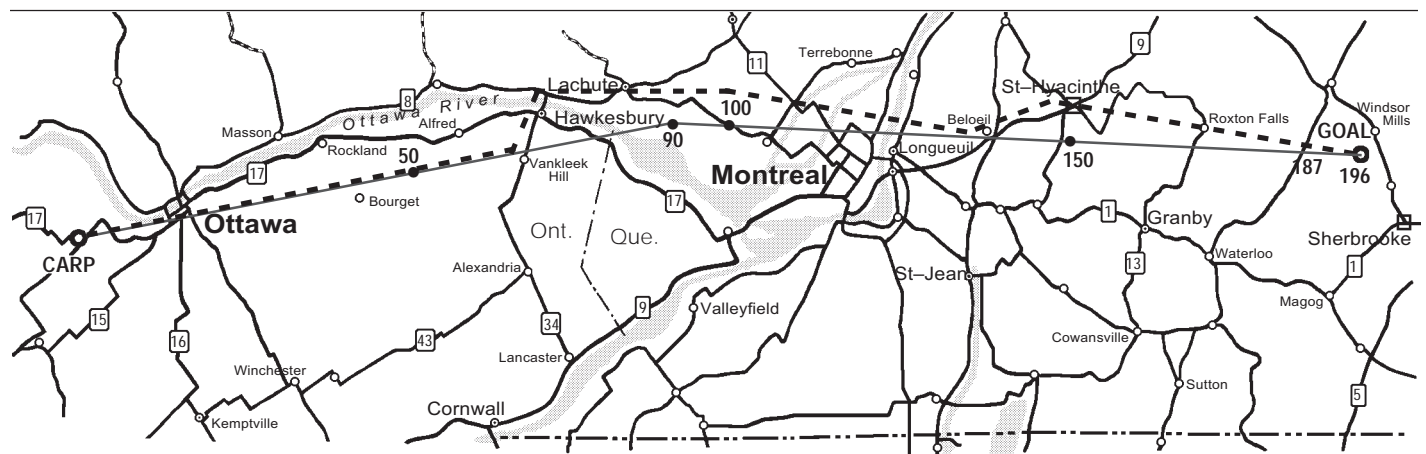 Terrebonne
9
11
Lachute
St–Hyacinthe
8
Ottawa River
100
Windsor
Mills
Masson
Alfred
Hawkesbury
Beloeil
Roxton Falls
GOAL
Rockland
50
90
Longueuil
150
187
196
17
Vankleek
Hill
Montreal
Bourget
17
17
Ottawa
Ont.
Que.
1
Granby
Sherbrooke
CARP
Alexandria
St–Jean
13
Waterloo
1
Magog
15
9
Valleyfield
16
43
34
Cowansville
Lancaster
Winchester
Sutton
5
Cornwall
Kemptville